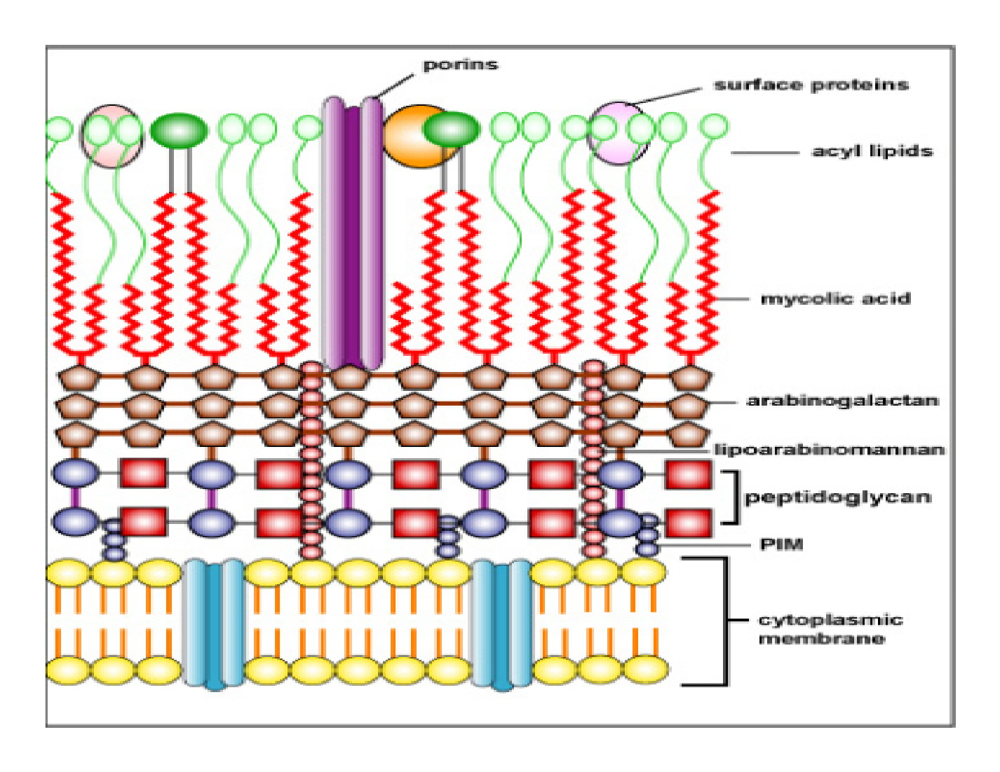 porins
surface proteins
acyl lipids
mycolic acid
arabinogalactan
lipoarabinomannan
peptidoglycan
PIM
cytoplasmic
membrane